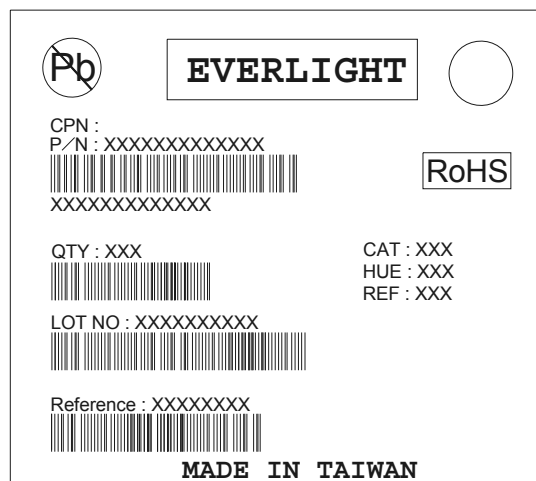 Pb
EVERLIGHT
CPN :
P/N : XXXXXXXXXXXXX
RoHS
XXXXXXXXXXXXX
QTY : XXX
CAT : XXX
HUE : XXX
REF : XXX
LOT NO : XXXXXXXXXX
Reference : XXXXXXXX
MADE IN TAIWAN